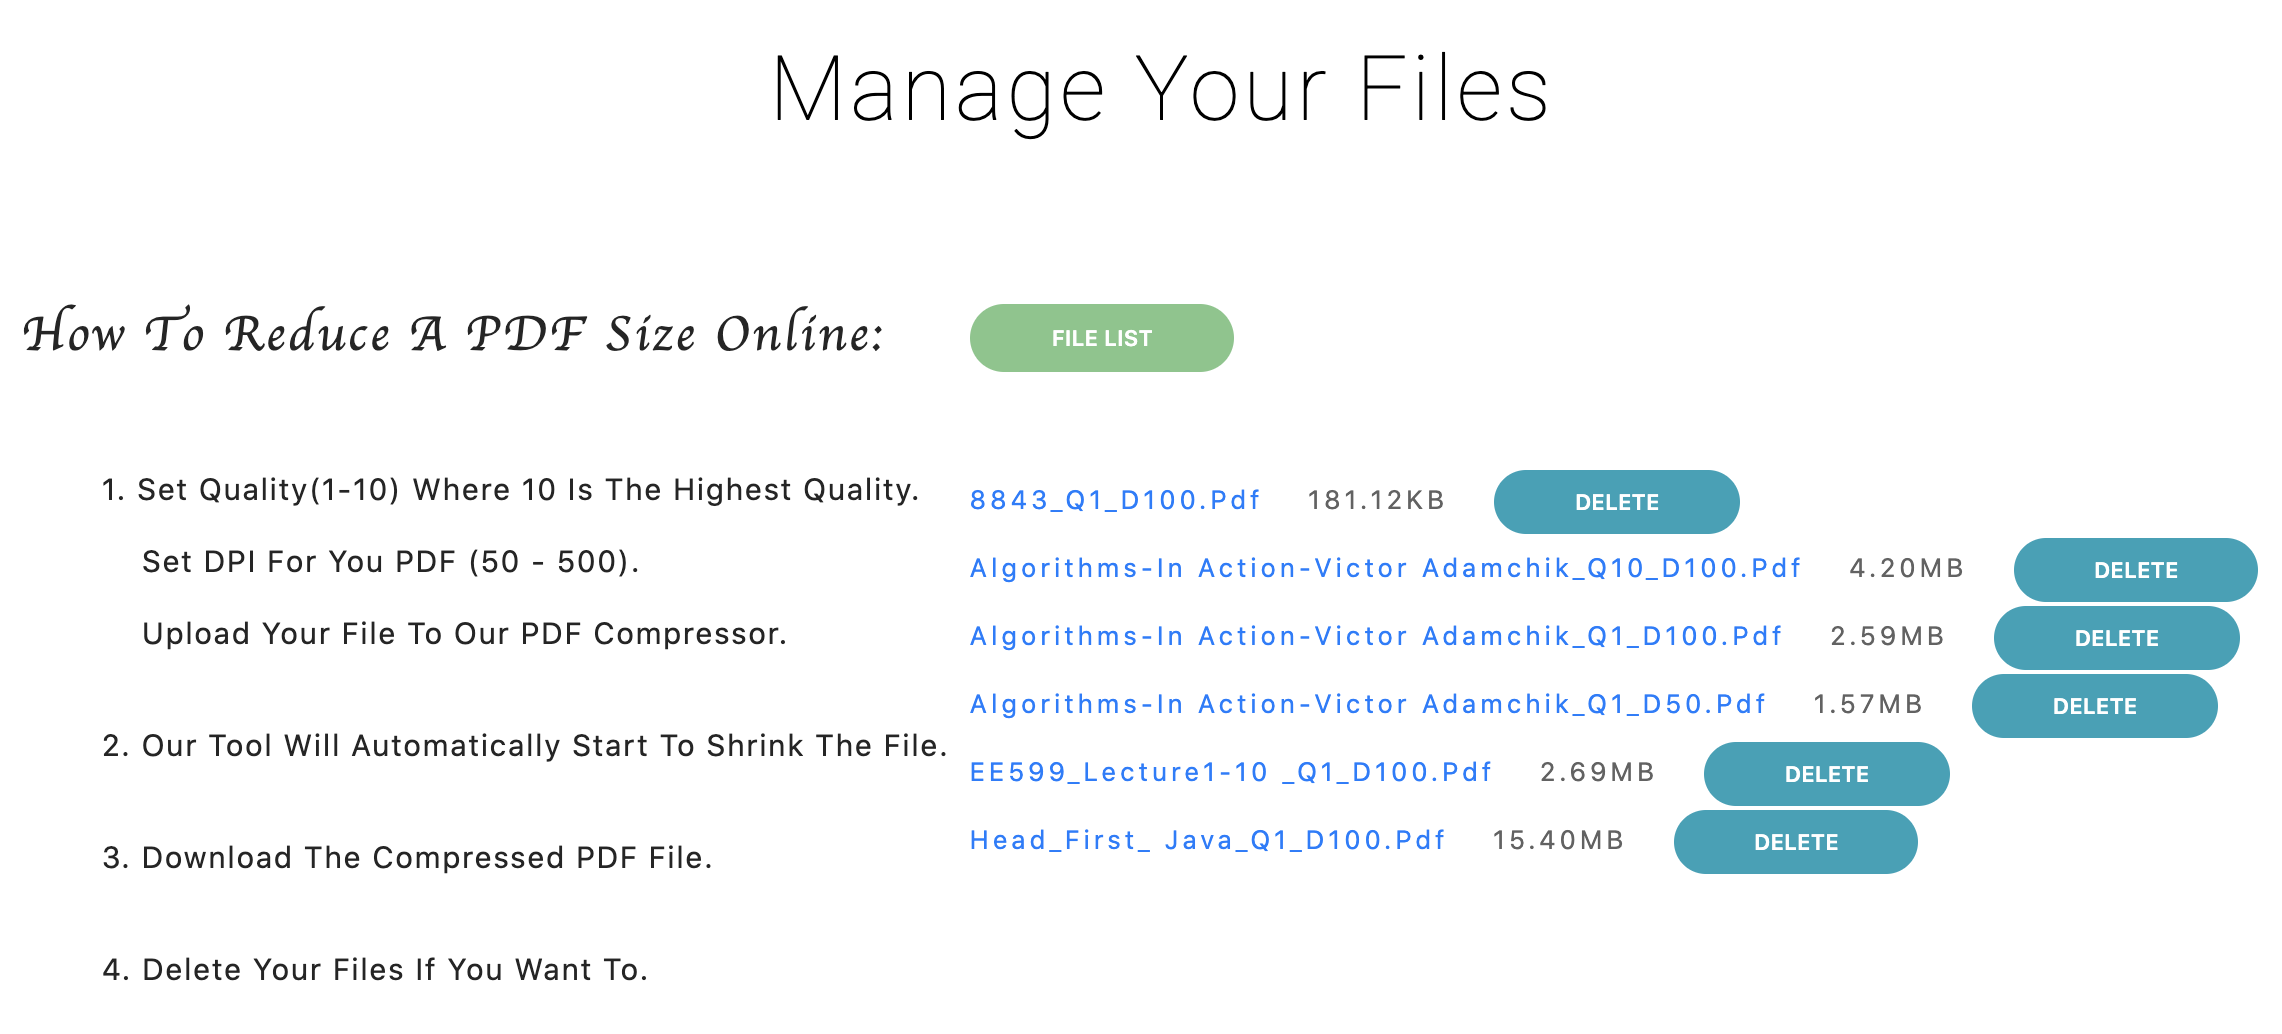 Manage Your Files
How To Reduce A PDF Size Online:
1. Set Quality(1-10) Where 10 Is The Highest Quality.
Set DPI For You PDF (50 - 500).
Upload Your File To Our PDF Compressor.
2. Our Tool Will Automatically Start To Shrink The File.
3. Download The Compressed PDF File.
4. Delete Your Files If You Want To.
FILE LIST
8843_Q1_D100.Pdf 181.12KB DELETE
Algorithms-In Action-Victor Adamchik_Q10_D100.Pdf 4.20MB DELETE
Algorithms-In Action-Victor Adamchik_Q1_D100.Pdf 2.59MB DELETE
Algorithms-In Action-Victor Adamchik_Q1_D50.Pdf 1.57MB DELETE
EE599_Lecture1-10 _Q1_D100.Pdf 2.69MB DELETE
Head_First_ Java_Q1_D100.Pdf 15.40MB DELETE